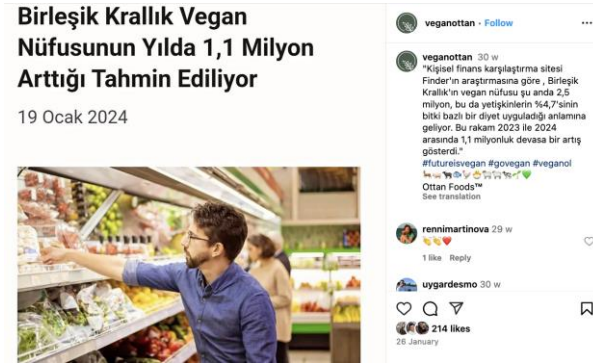 Birleşik Krallık Vegan
Nüfusunun Yılda 1,1 Milyon
Arttığı Tahmin Ediliyor
19 Ocak 2024
veganottan • Follow
veganottan 30 w
"Kişisel finans karşılaştırma sitesi
Finder'ın araştırmasına göre , Birleşik
Krallık'ın vegan nüfusu şu anda 2,5
milyon, bu da yetişkinlerin %4,7'sinin
bitki bazlı bir diyet uyguladığı anlamına
geliyor. Bu rakam 2023 ile 2024
arasında 1,1 milyonluk devasa bir artış
gösterdi."
#futureisvegan #govegan #veganol
Ottan Foods™
See translation
rennimartinova 29 w
1 like Reply
uygardesmo 30 w
214 likes
26 January